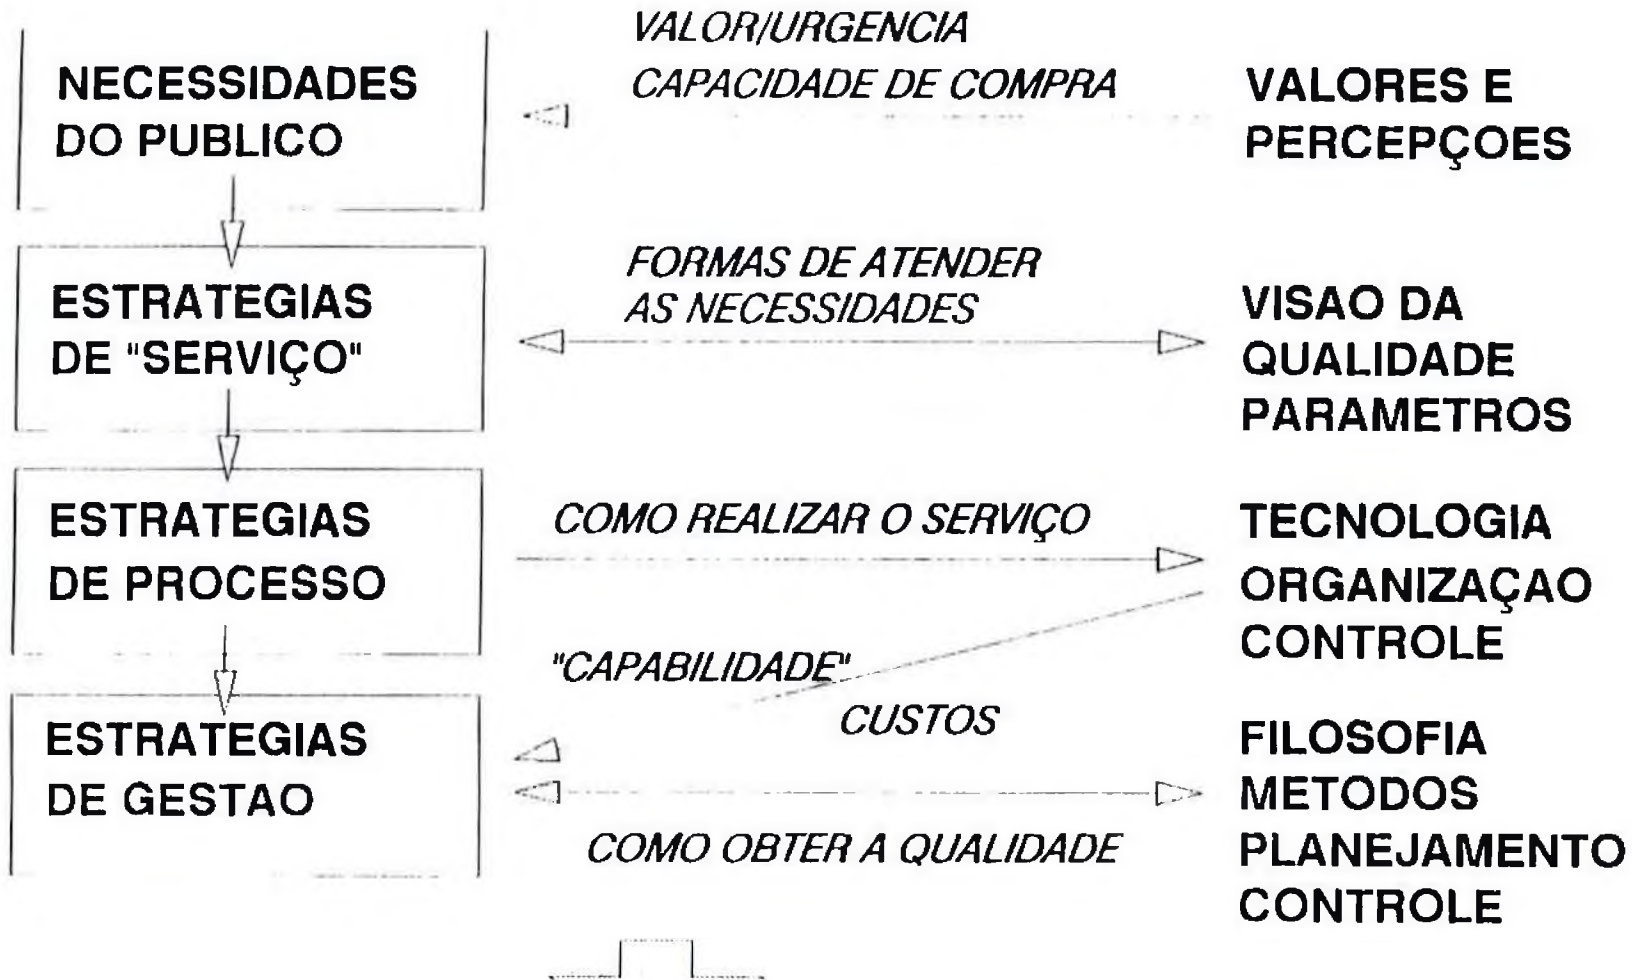 VALOR/URGENCIA
CAPACIDADE DE COMPRA
NECESSIDADES
DO PUBLICO
VALORES E
PERCEPÇOES
FORMAS DE ATENDER
AS NECESSIDADES
ESTRATEGIAS
DE "SERVIÇO"
VISAO DA
QUALIDADE
PARAMETROS
ESTRATEGIAS
DE PROCESSO
COMO REALIZAR O SERVIÇO
TECNOLOGIA
ORGANIZAÇAO
CONTROLE
"CAPABILIDADE"
CUSTOS
ESTRATEGIAS
DE GESTAO
COMO OBTER A QUALIDADE
FILOSOFIA
METODOS
PLANEJAMENTO
CONTROLE